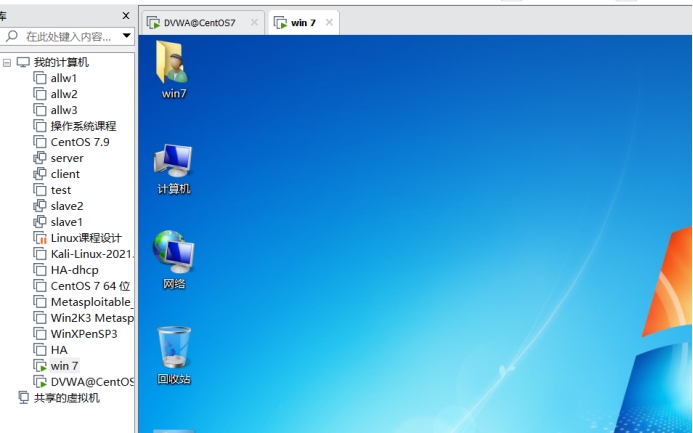 库
在此处键入内容...
我的计算机
allw1
allw2
allw3
操作系统课程
CentOS 7.9
server
client
test
slave2
slave1
Linux课程设计
Kali-Linux-2021.
HA-dhcp
CentOS 7 64 位
Metasploitable_
Win2K3 Metasp
WinXPenSP3
HA
win 7
DVWA@CentOS
共享的虚拟机
DVWA@CentOS7
win 7
win7
计算机
网络
回收站